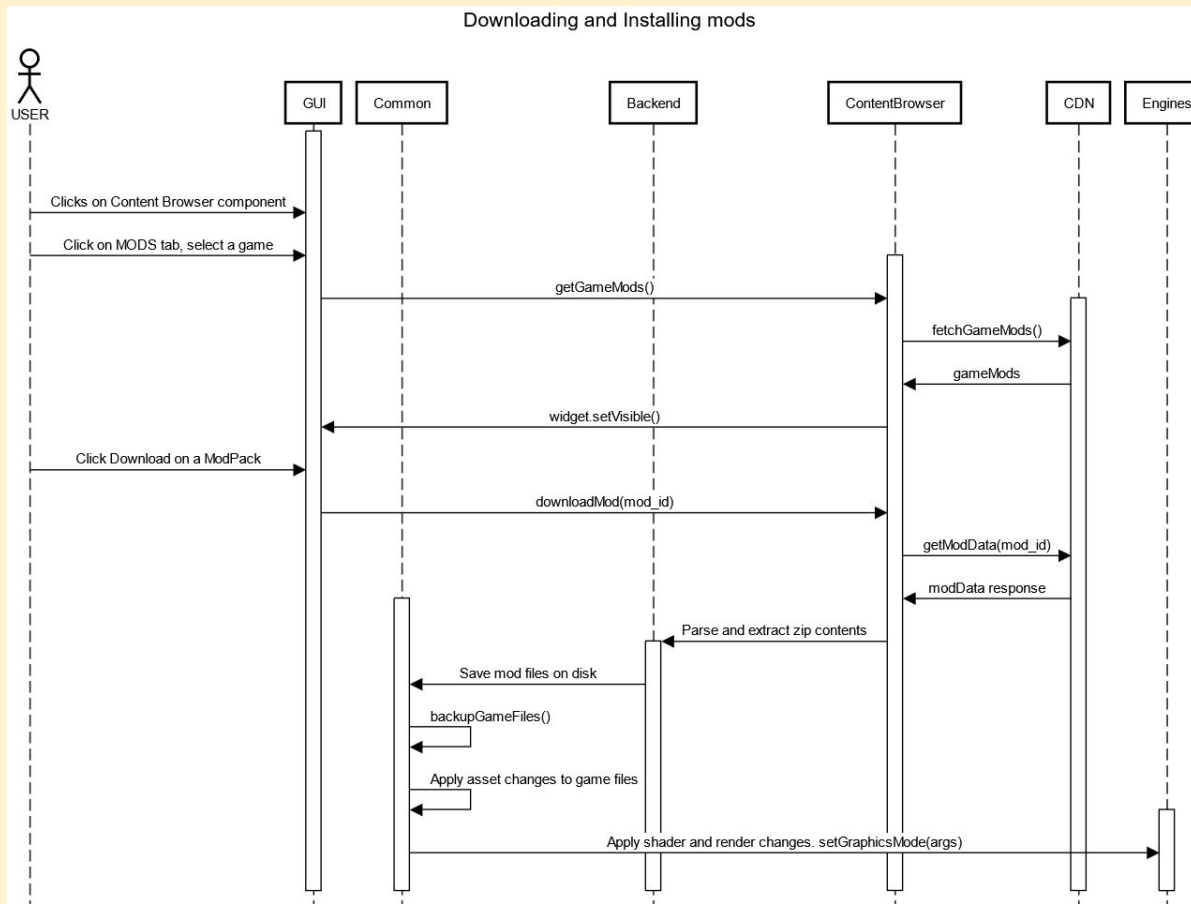 Downloading and Installing mods
USER
GUI
Common
Backend
ContentBrowser
CDN
Engines
Clicks on Content Browser component
Click on MODS tab, select a game
getGameMods()
fetchGameMods()
gameMods
widget.setVisible()
Click Download on a ModPack
downloadMod(mod_id)
getModData(mod_id)
modData response
Parse and extract zip contents
Save mod files on disk
backupGameFiles()
Apply asset changes to game files
Apply shader and render changes. setGraphicsMode(args)